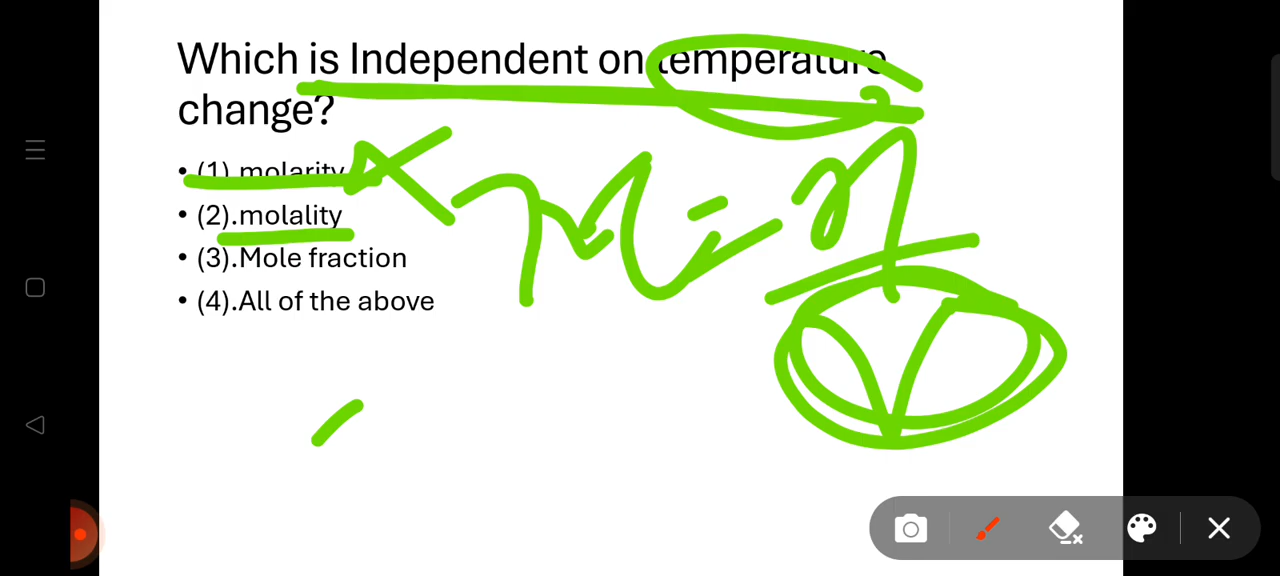 Which is Independent on temperature
change?
• (1).molarity
• (2).molality
• (3).Mole fraction
• (4).All of the above
M = n
V